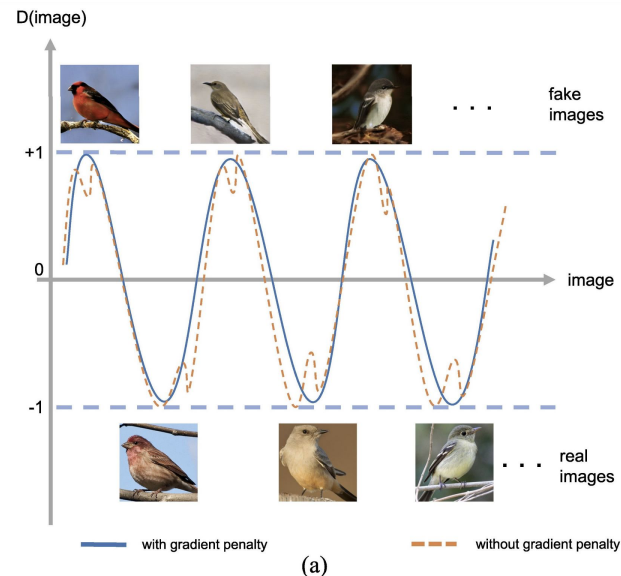 D(image)
fake
images
. . .
+1
0
image
-1
. . .
real
images
with gradient penalty
without gradient penalty
(a)